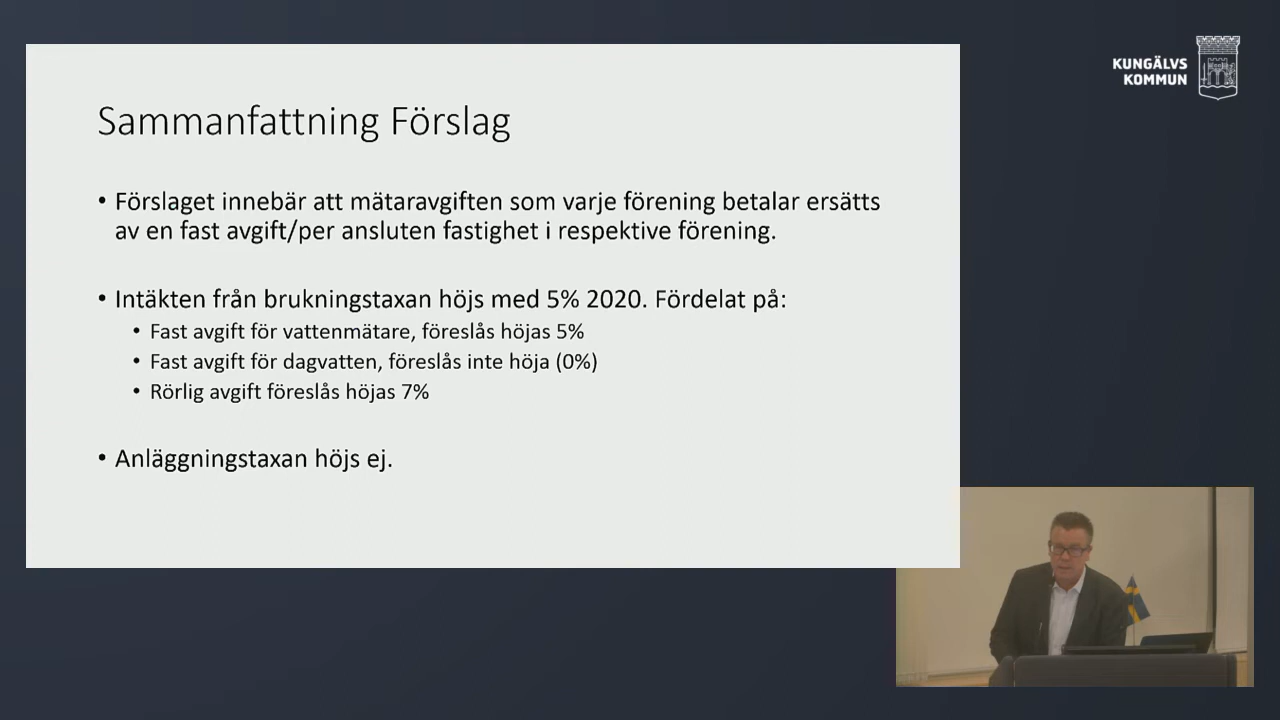 KUNGÄLVS
KOMMUN
Sammanfattning Förslag
• Förslaget innebär att mätaravgiften som varje förening betalar ersätts
av en fast avgift/per ansluten fastighet i respektive förening.
• Intäkten från brukningstaxan höjs med 5% 2020. Fördelat på:
• Fast avgift för vattenmätare, föreslås höjas 5%
• Fast avgift för dagvatten, föreslås inte höja (0%)
• Rörlig avgift föreslås höjas 7%
• Anläggningstaxan höjs ej.